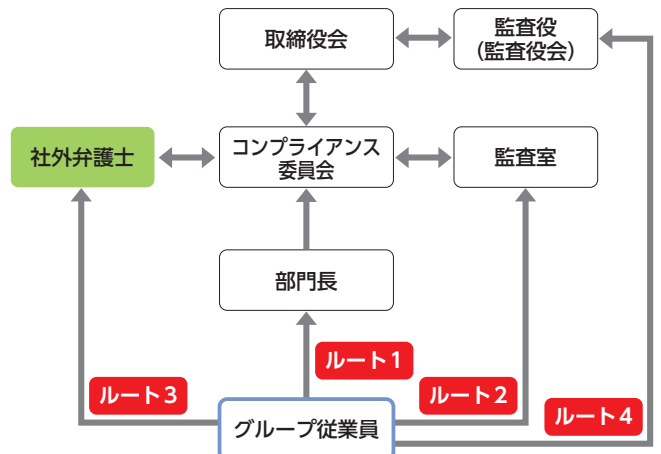 取締役会
監査役
(監査役会)
社外弁護士
コンプライアンス
委員会
監査室
部門長
ルート1
ルート3
ルート2
ルート4
グループ従業員